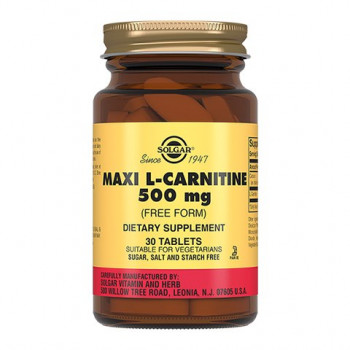 SOLGAR
Since 1947
MAXI L-CARNITINE
500 mg
(FREE FORM)
DIETARY SUPPLEMENT
30 TABLETS
SUITABLE FOR VEGETARIANS
SUGAR, SALT AND STARCH FREE
CAREFULLY MANUFACTURED BY:
SOLGAR VITAMIN AND HERB
500 WILLOW TREE ROAD, LEONIA, N.J. 07605 U.S.A.